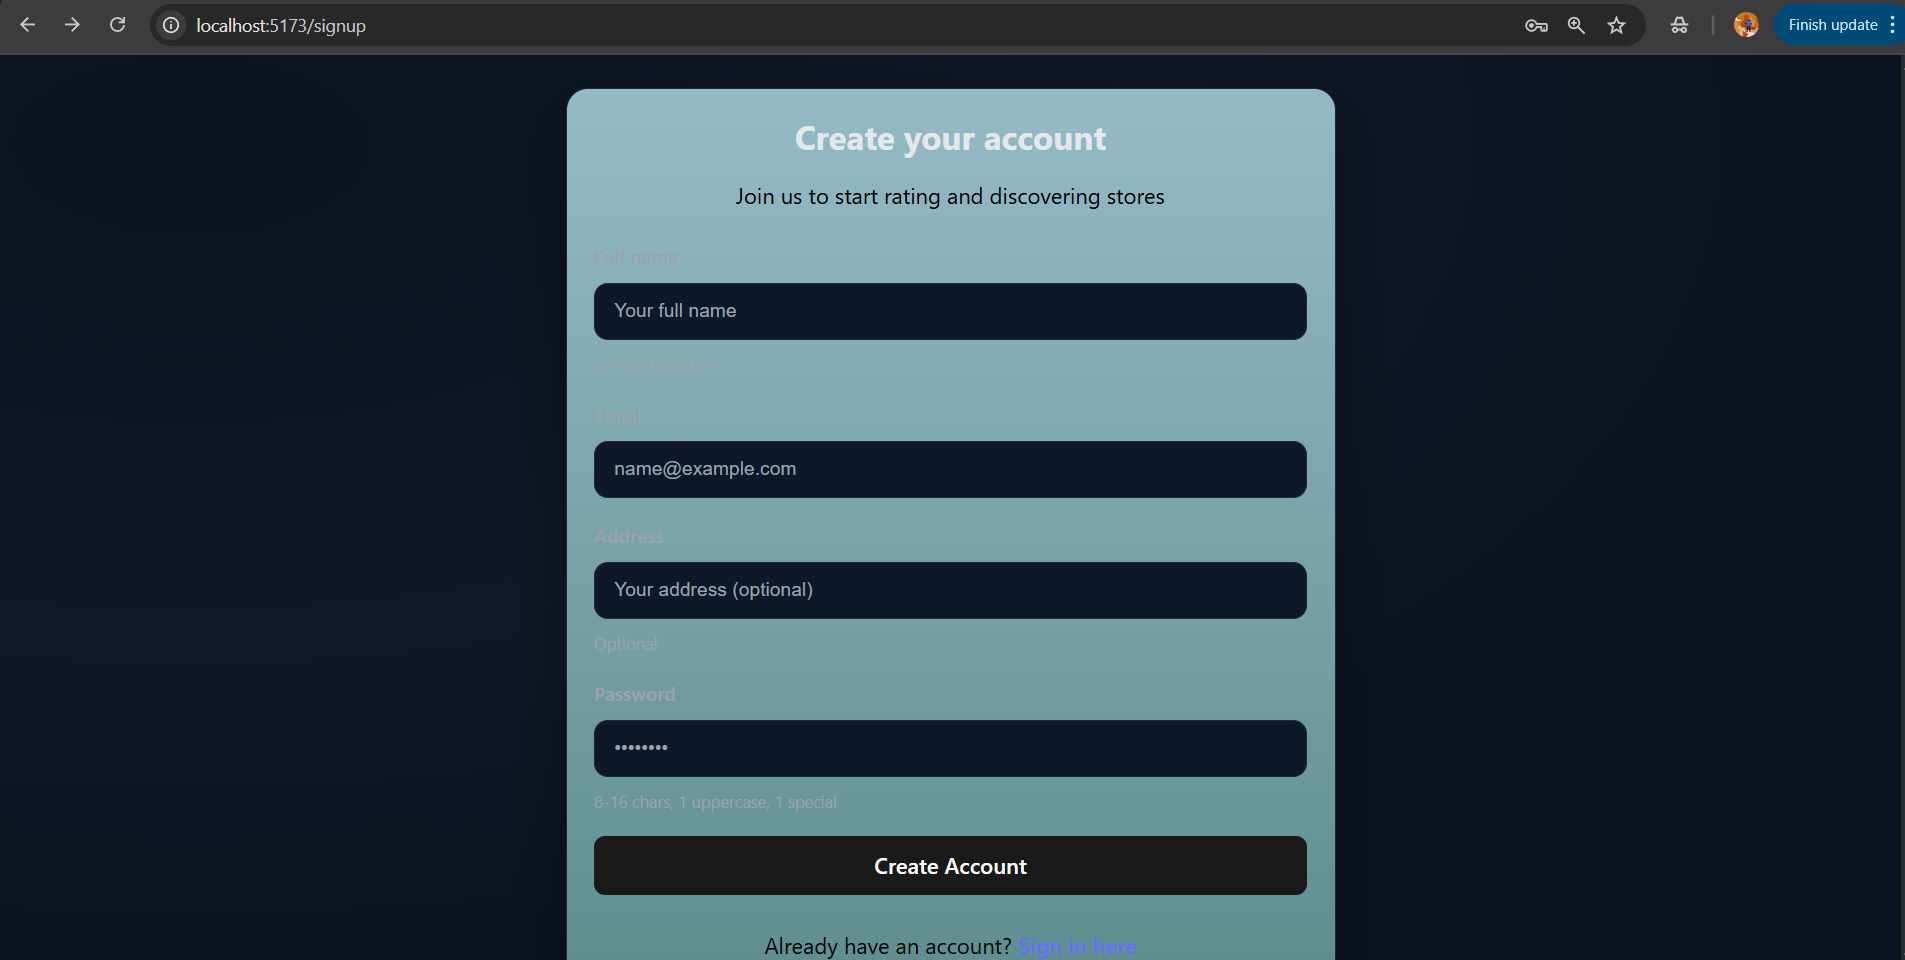 localhost:5173/signup
Finish update
Create your account
Join us to start rating and discovering stores
Full name
Your full name
Email
name@example.com
Address
Your address (optional)
Optional
Password
••••••••
8-16 chars, 1 uppercase, 1 special
Create Account
Already have an account? Sign in here